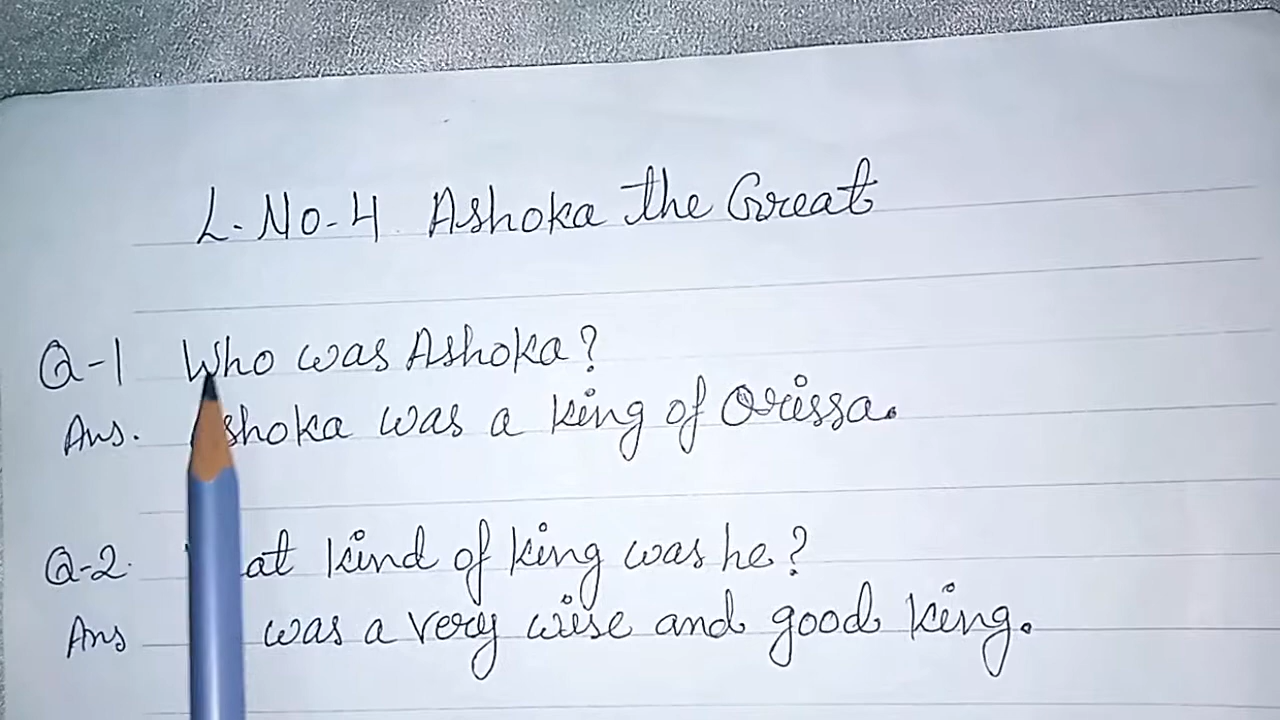 L. No-4 Ashoka the Great
Q-1 Who was Ashoka?
Ans. Ashoka was a king of Orissa.
Q-2. at kind of king was he?
Ans was a very wise and good king.